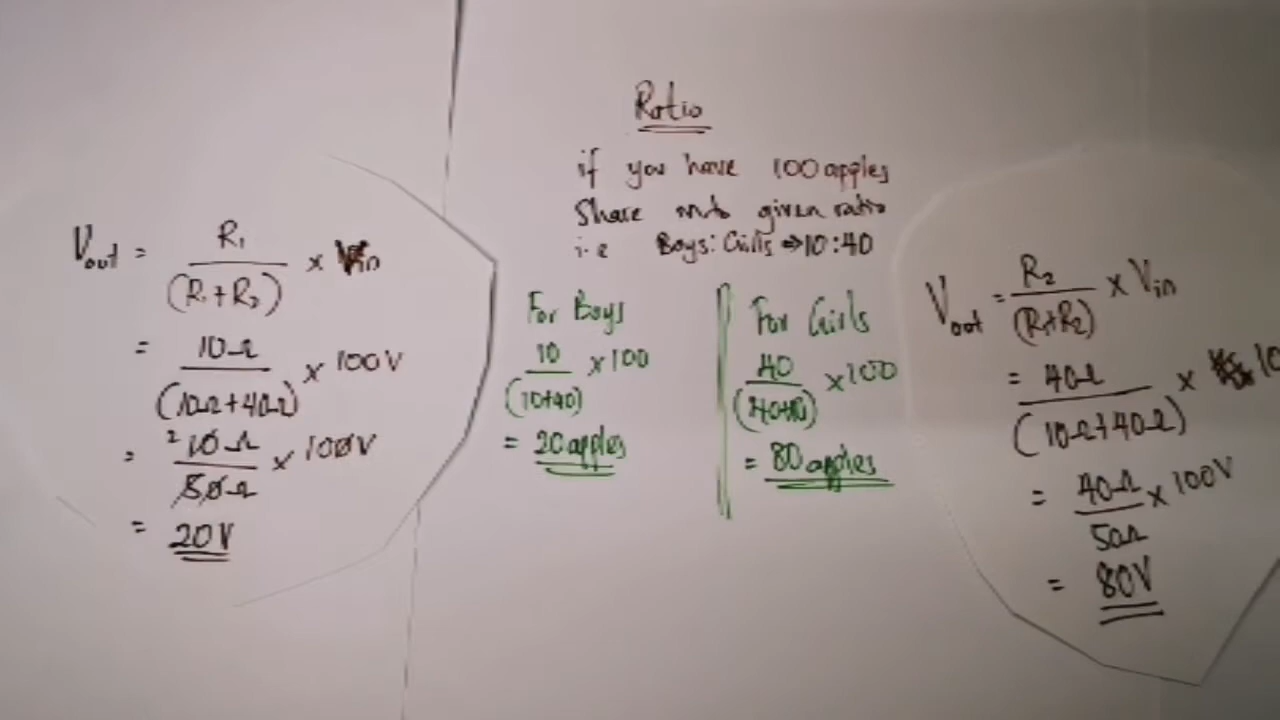 Ratio
if you have 100 apples
Share into given ratio
i.e Boys: Girls ⇒ 10:40
Vout = R1 / (R1+R2) × Vin
= 10Ω / (10Ω+40Ω) × 100V
= 10Ω / 50Ω × 100V
= 20V
For Boys
10 / (10+40) × 100
= 20 apples
For Girls
40 / (40+10) × 100
= 80 apples
Vout = R2 / (R1+R2) × Vin
= 40Ω / (10Ω+40Ω) × 10
= 40Ω / 50Ω × 100V
= 80V